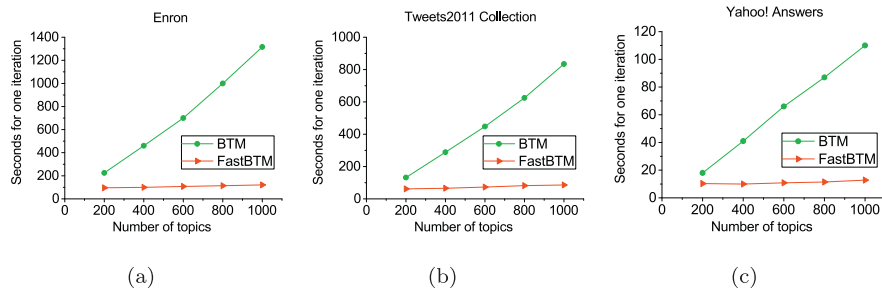 Enron
Seconds for one iteration
1400
1200
1000
800
600
400
200
0
0 200 400 600 800 1000
Number of topics
BTM
FastBTM
(a)
Tweets2011 Collection
Seconds for one iteration
1000
800
600
400
200
0
0 200 400 600 800 1000
Number of topics
BTM
FastBTM
(b)
Yahoo! Answers
Seconds for one iteration
120
100
80
60
40
20
0
0 200 400 600 800 1000
Number of topics
BTM
FastBTM
(c)